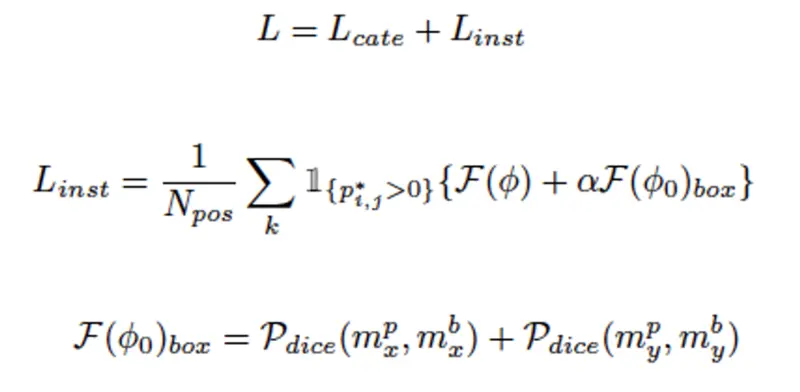 L = L_{cate} + L_{inst}
L_{inst} = \frac{1}{N_{pos}} \sum_{k} \mathbb{1}_{\{p^{*}_{i,j}>0\}} \{\mathcal{F}(\phi) + \alpha \mathcal{F}(\phi_0)_{box}\}
\mathcal{F}(\phi_0)_{box} = \mathcal{P}_{dice}(m^p_x, m^b_x) + \mathcal{P}_{dice}(m^p_y, m^b_y)